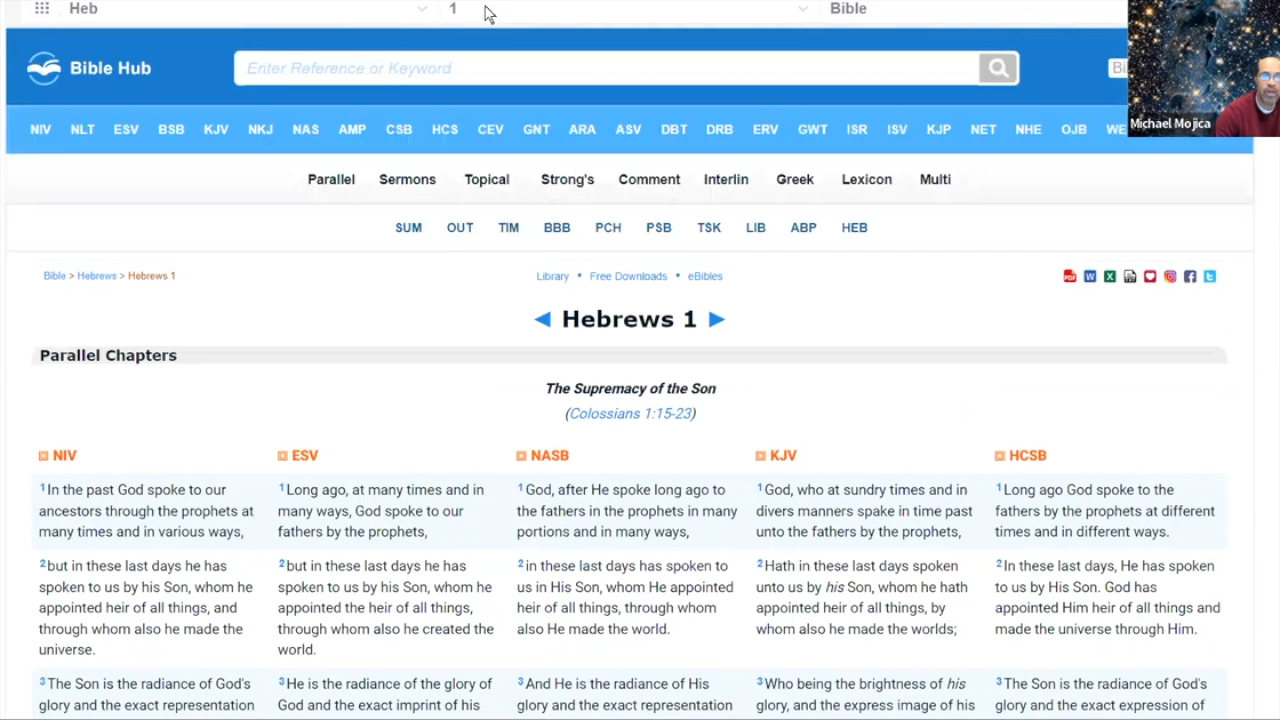 Heb 1 Bible
Bible Hub Enter Reference or Keyword
Michael Mojica
NIV NLT ESV BSB KJV NKJ NAS AMP CSB HCS CEV GNT ARA ASV DBT DRB ERV GWT ISR ISV KJP NET NHE OJB
Parallel Sermons Topical Strong's Comment Interlin Greek Lexicon Multi
SUM OUT TIM BBB PCH PSB TSK LIB ABP HEB
Bible > Hebrews > Hebrews 1 Library • Free Downloads • eBibles
◄ Hebrews 1 ►
Parallel Chapters
The Supremacy of the Son
(Colossians 1:15-23)
NIV
1In the past God spoke to our
ancestors through the prophets at
many times and in various ways,
2but in these last days he has
spoken to us by his Son, whom he
appointed heir of all things, and
through whom also he made the
universe.
3The Son is the radiance of God's
glory and the exact representation
ESV
1Long ago, at many times and in
many ways, God spoke to our
fathers by the prophets,
2but in these last days he has
spoken to us by his Son, whom he
appointed the heir of all things,
through whom also he created the
world.
3He is the radiance of the glory of
God and the exact imprint of his
NASB
1God, after He spoke long ago to
the fathers in the prophets in many
portions and in many ways,
2in these last days has spoken to
us in His Son, whom He appointed
heir of all things, through whom
also He made the world.
3And He is the radiance of His
glory and the exact representation
KJV
1God, who at sundry times and in
divers manners spake in time past
unto the fathers by the prophets,
2Hath in these last days spoken
unto us by his Son, whom he hath
appointed heir of all things, by
whom also he made the worlds;
3Who being the brightness of his
glory, and the express image of his
HCSB
1Long ago God spoke to the
fathers by the prophets at different
times and in different ways.
2In these last days, He has spoken
to us by His Son. God has
appointed Him heir of all things and
made the universe through Him.
3The Son is the radiance of God's
glory and the exact expression of